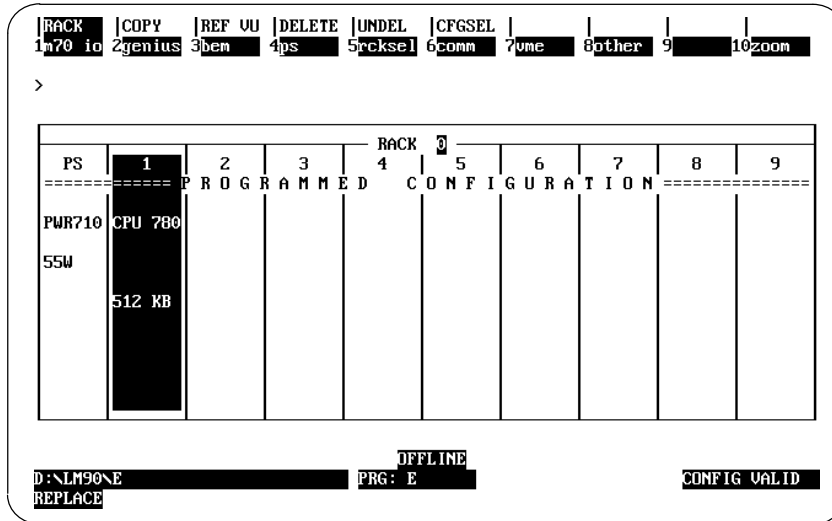 RACK |COPY |REF VU |DELETE |UNDEL |CFGSEL | | | |
1m70 io 2genius 3bem 4ps 5rcksel 6comm 7vme 8other 9 10zoom
>
RACK 0
PS 1 2 3 4 5 6 7 8 9
============= P R O G R A M M E D C O N F I G U R A T I O N ===============
PWR710 CPU 780
55W
512 KB
OFFLINE
D:\LM90\E PRG: E CONFIG VALID
REPLACE